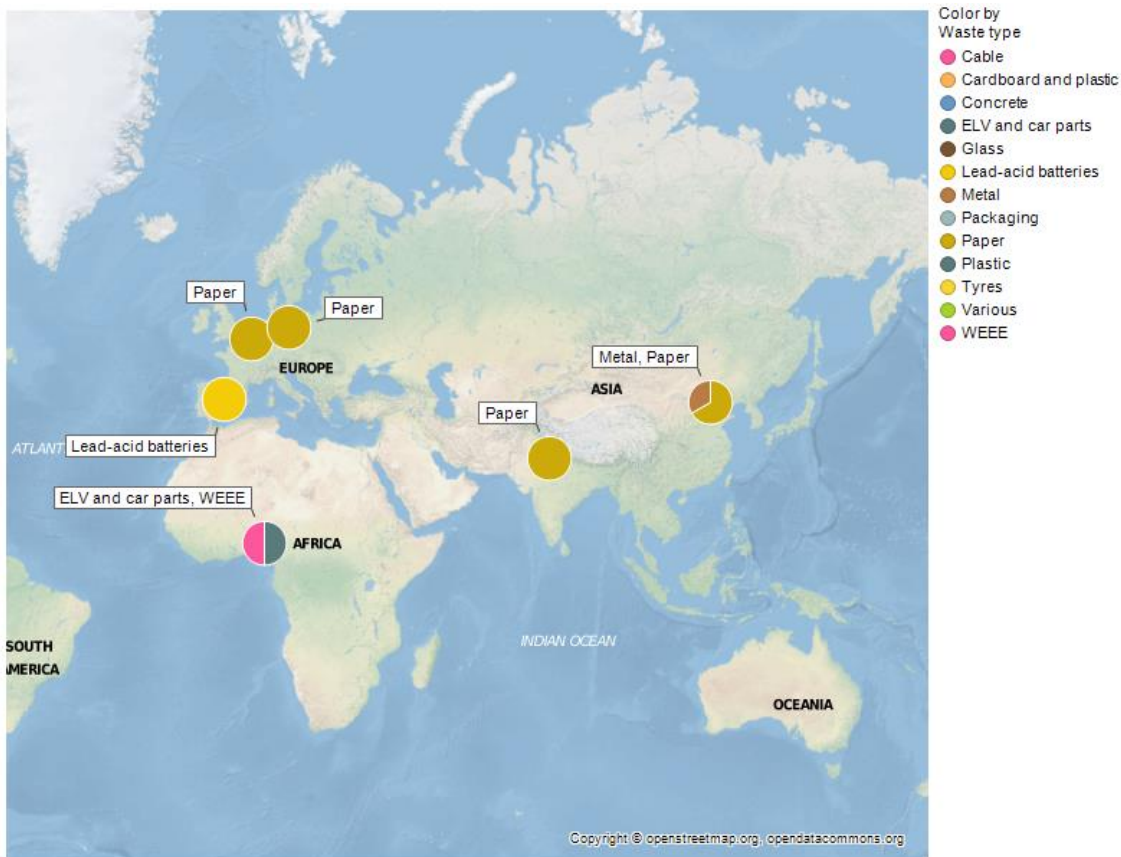 Color by
Waste type
Cable
Cardboard and plastic
Concrete
ELV and car parts
Glass
Lead-acid batteries
Metal
Packaging
Paper
Plastic
Tyres
Various
WEEE
Paper
Paper
EUROPE
Metal, Paper
ASIA
Paper
ATLANT
Lead-acid batteries
ELV and car parts, WEEE
AFRICA
INDIAN OCEAN
SOUTH
AMERICA
OCEANIA
Copyright © openstreetmap.org, opendatacommons.org